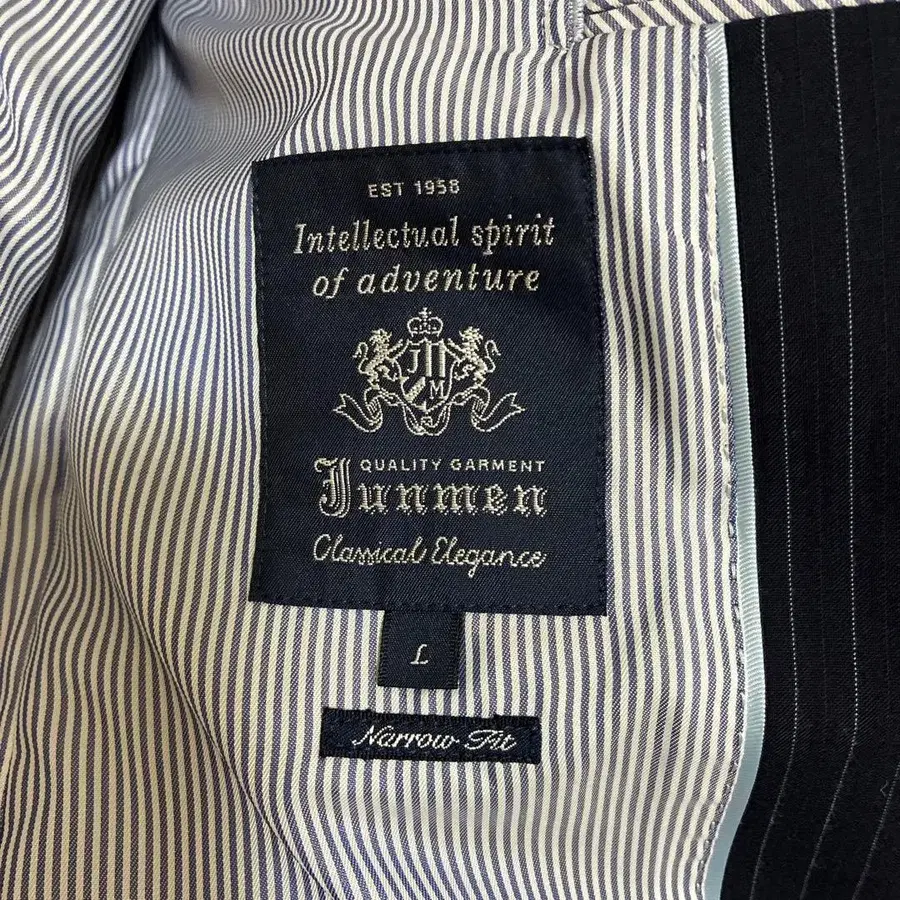 EST 1958
Intellectual spirit
of adventure
J
M
QUALITY GARMENT
Junmen
Classical Elegance
L
Narrow Fit